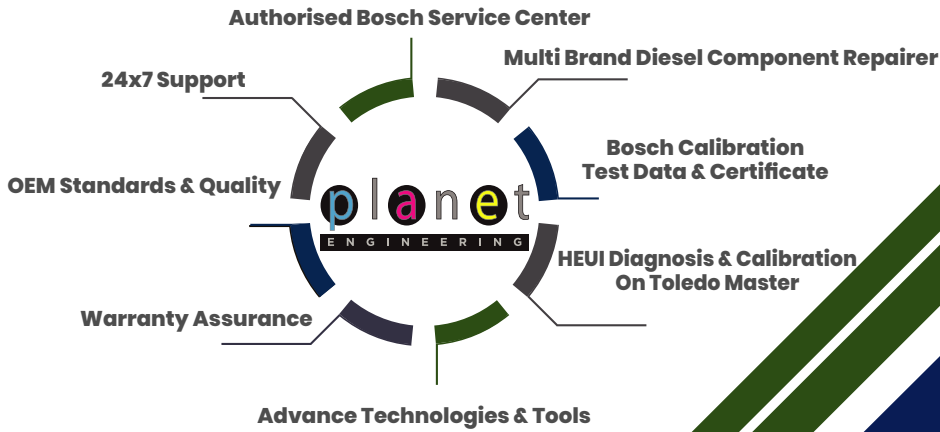 Authorised Bosch Service Center
Multi Brand Diesel Component Repairer
24x7 Support
Bosch Calibration
Test Data & Certificate
OEM Standards & Quality
planet
ENGINEERING
HEUI Diagnosis & Calibration
On Toledo Master
Warranty Assurance
Advance Technologies & Tools